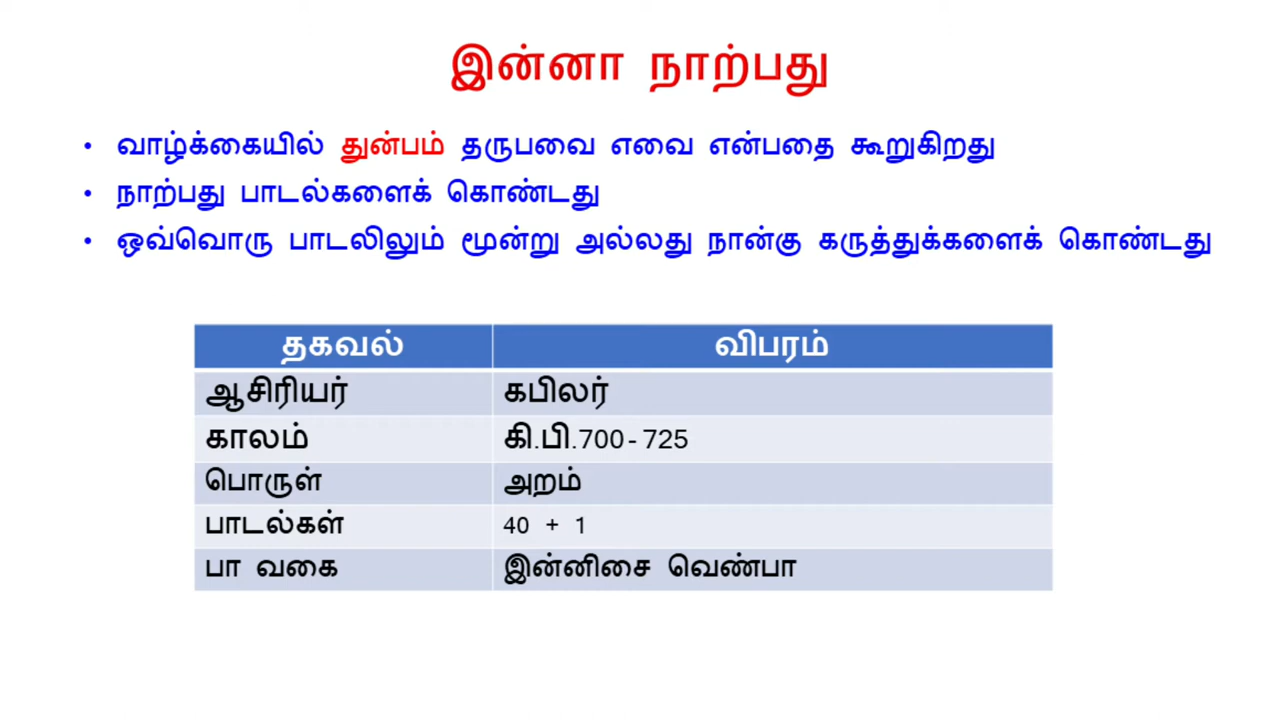 இன்னா நாற்பது
• வாழ்க்கையில் துன்பம் தருபவை எவை என்பதை கூறுகிறது
• நாற்பது பாடல்களைக் கொண்டது
• ஒவ்வொரு பாடலிலும் மூன்று அல்லது நான்கு கருத்துக்களைக் கொண்டது
தகவல் விபரம்
ஆசிரியர் கபிலர்
காலம் கி.பி.700-725
பொருள் அறம்
பாடல்கள் 40 + 1
பா வகை இன்னிசை வெண்பா